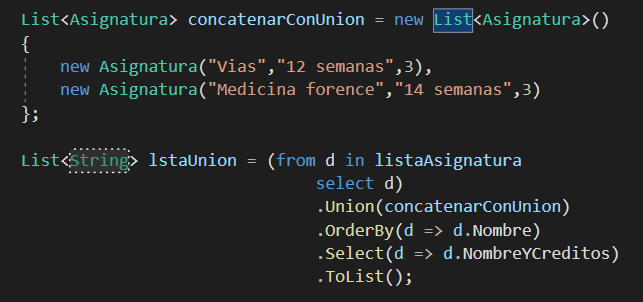 List<Asignatura> concatenarConUnion = new List<Asignatura>()
{
new Asignatura("Vias","12 semanas",3),
new Asignatura("Medicina forence","14 semanas",3)
};
List<String> lstaUnion = (from d in listaAsignatura
select d)
.Union(concatenarConUnion)
.OrderBy(d => d.Nombre)
.Select(d => d.NombreYCreditos)
.ToList();